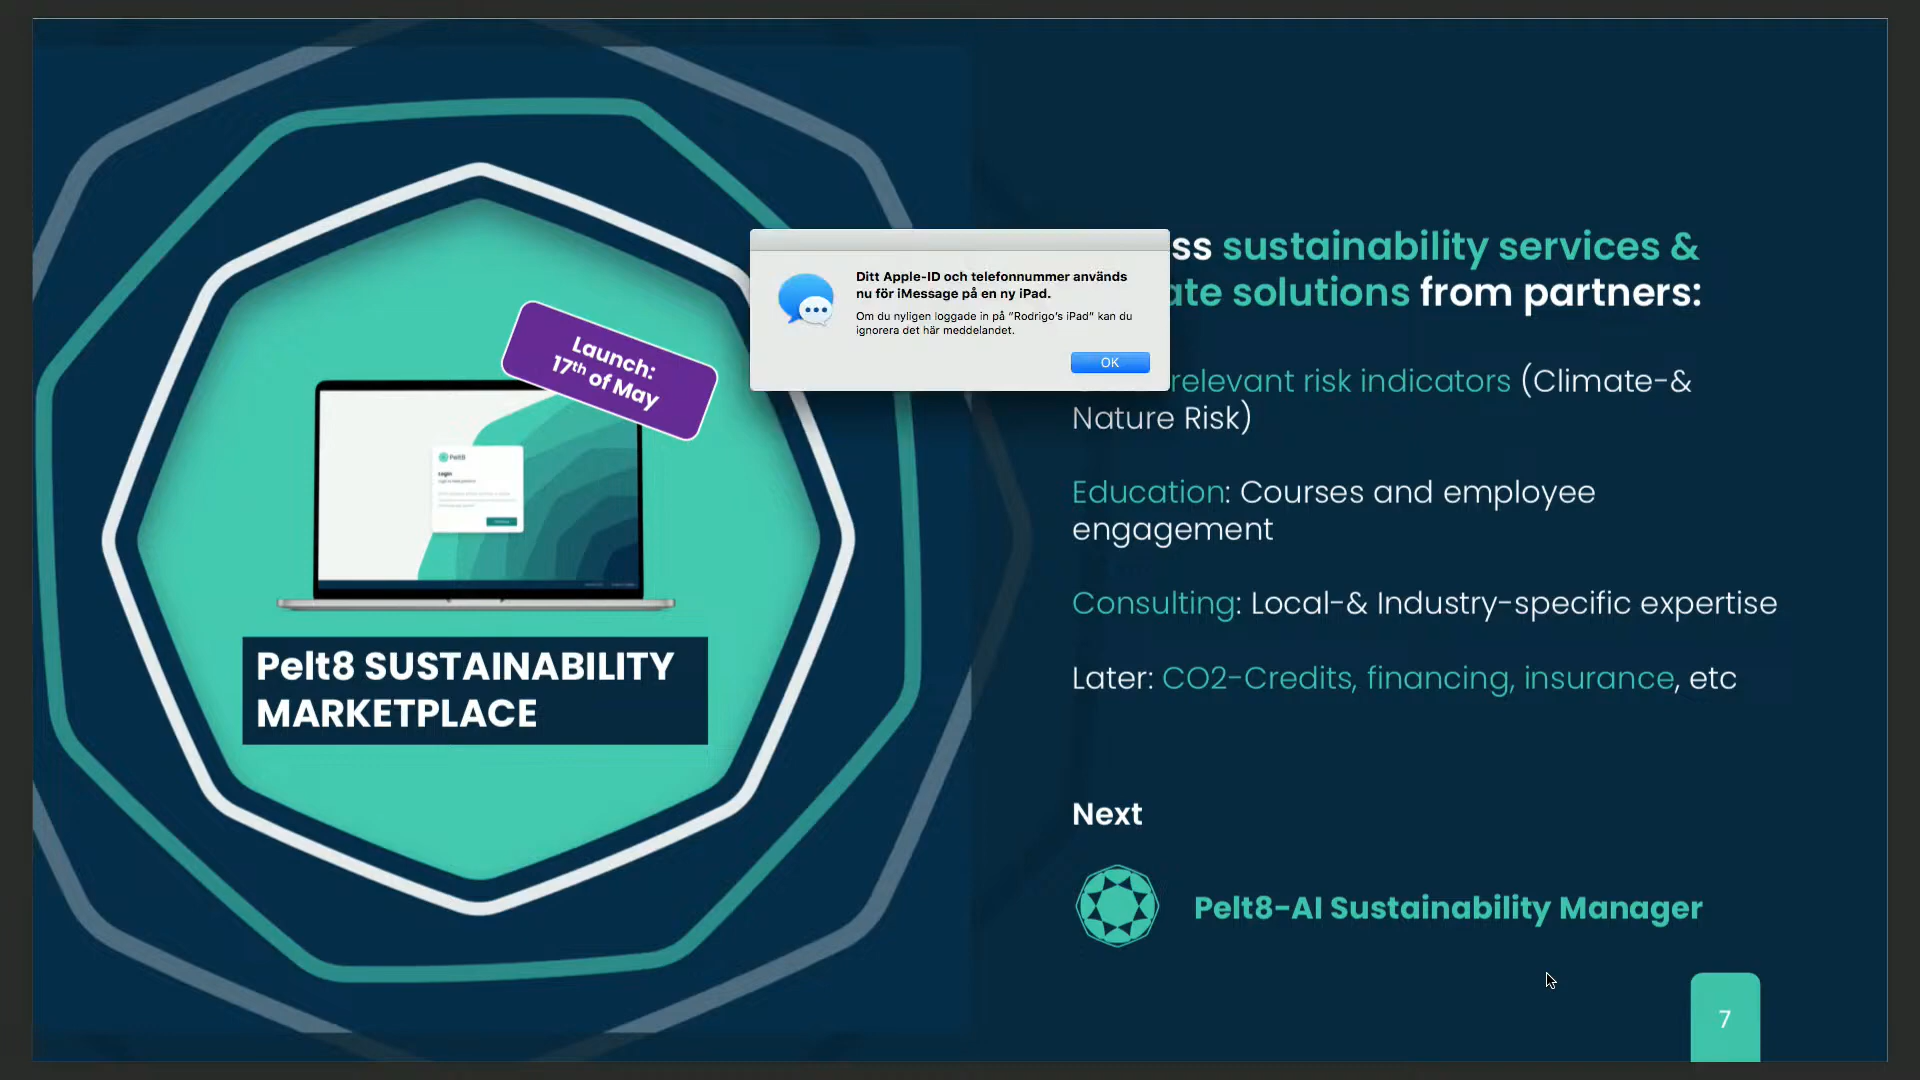 Launch:
17th of May
Pelt8
Login
Pelt8 SUSTAINABILITY
MARKETPLACE
Ditt Apple-ID och telefonnummer används
nu för iMessage på en ny iPad.
Om du nyligen loggade in på ”Rodrigo’s iPad” kan du
ignorera det här meddelandet.
OK
sustainability services &
solutions from partners:
relevant risk indicators (Climate-&
Nature Risk)
Education: Courses and employee
engagement
Consulting: Local-& Industry-specific expertise
Later: CO2-Credits, financing, insurance, etc
Next
Pelt8-AI Sustainability Manager
7